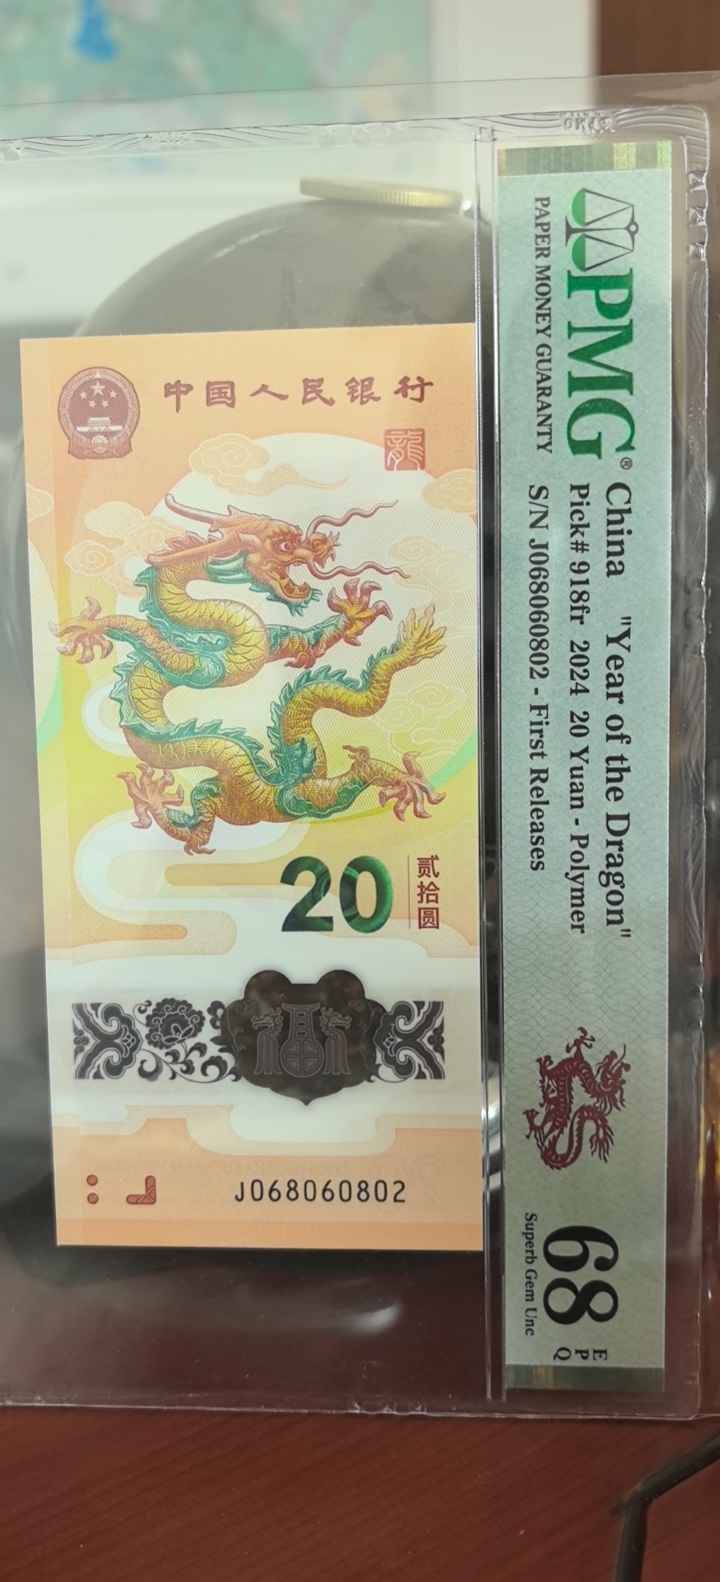 中国人民银行
龍
20
贰拾圆
J068060802
PMG®
PAPER MONEY GUARANTY
China "Year of the Dragon"
Pick# 918fr 2024 20 Yuan - Polymer
S/N J068060802 - First Releases
68 EPQ
Superb Gem Unc